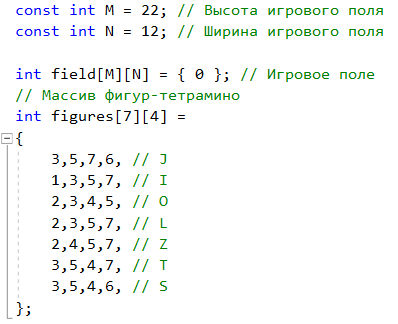 const int M = 22; // Высота игрового поля
const int N = 12; // Ширина игрового поля
int field[M][N] = { 0 }; // Игровое поле
// Массив фигур-тетрамино
int figures[7][4] =
{
3,5,7,6, // J
1,3,5,7, // I
2,3,4,5, // O
2,3,5,7, // L
2,4,5,7, // Z
3,5,4,7, // T
3,5,4,6, // S
};